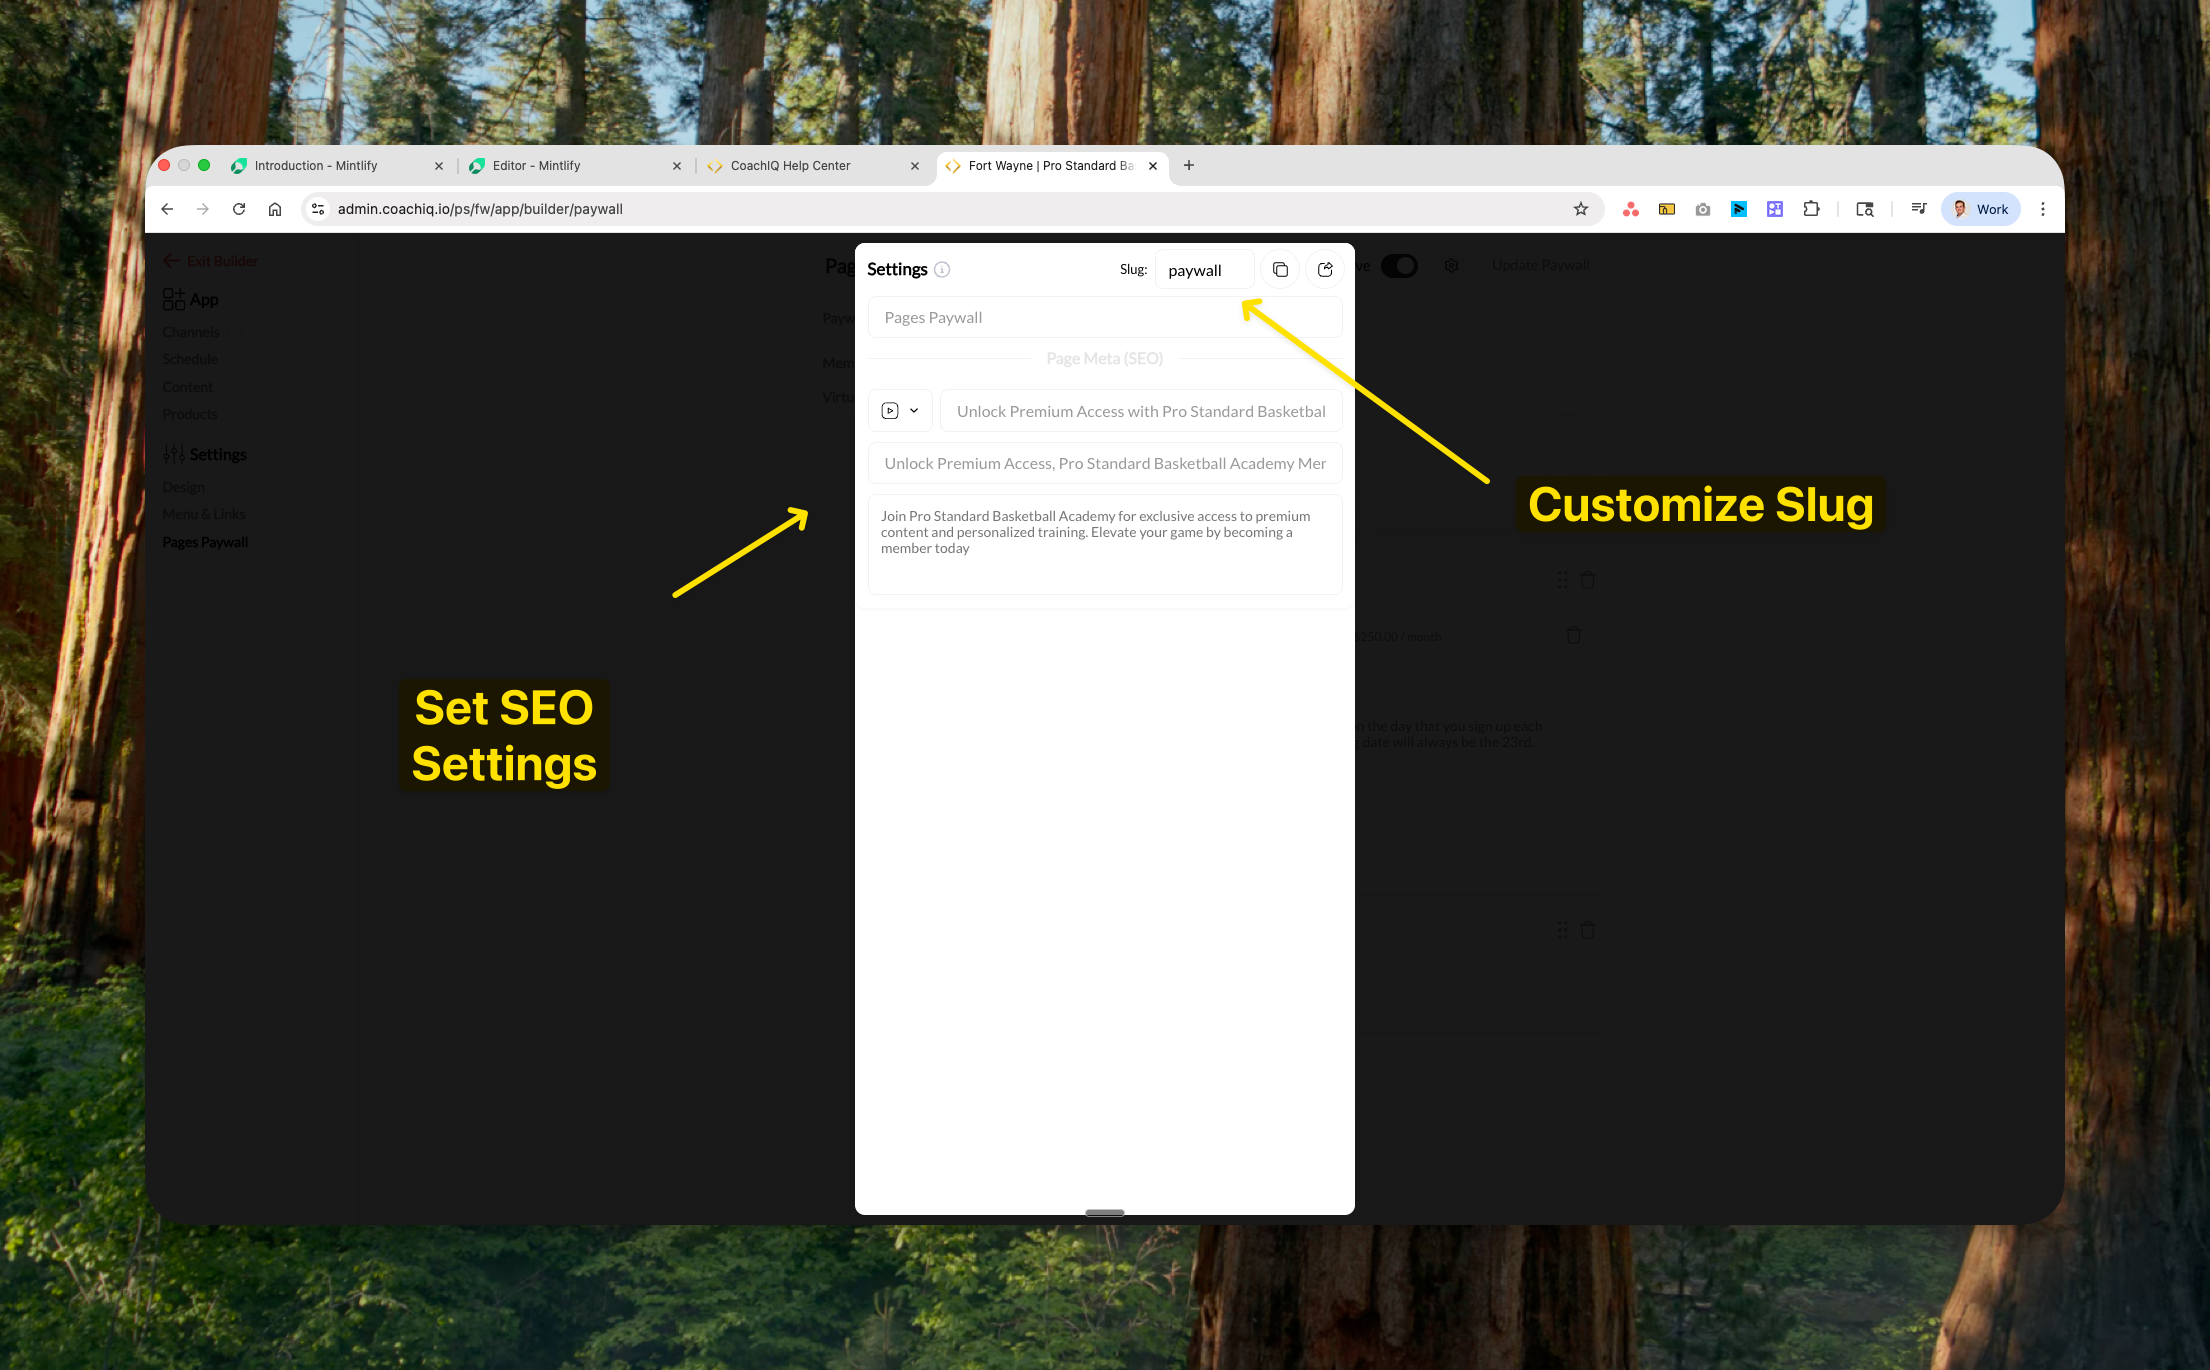 Introduction - Mintlify
Editor - Mintlify
CoachIQ Help Center
Fort Wayne | Pro Standard Ba
admin.coachiq.io/ps/fw/app/builder/paywall
Work
Exit Builder
App
Channels
Schedule
Content
Products
Settings
Design
Menu & Links
Pages Paywall
Pag
Payw
Mem
Virtu
Settings
Slug:
paywall
Pages Paywall
Page Meta (SEO)
Unlock Premium Access with Pro Standard Basketbal
Unlock Premium Access, Pro Standard Basketball Academy Mer
Join Pro Standard Basketball Academy for exclusive access to premium
content and personalized training. Elevate your game by becoming a
member today
ve
Update Paywall
Customize Slug
Set SEO
Settings
$250.00 / month
n the day that you sign up each
g date will always be the 23rd.